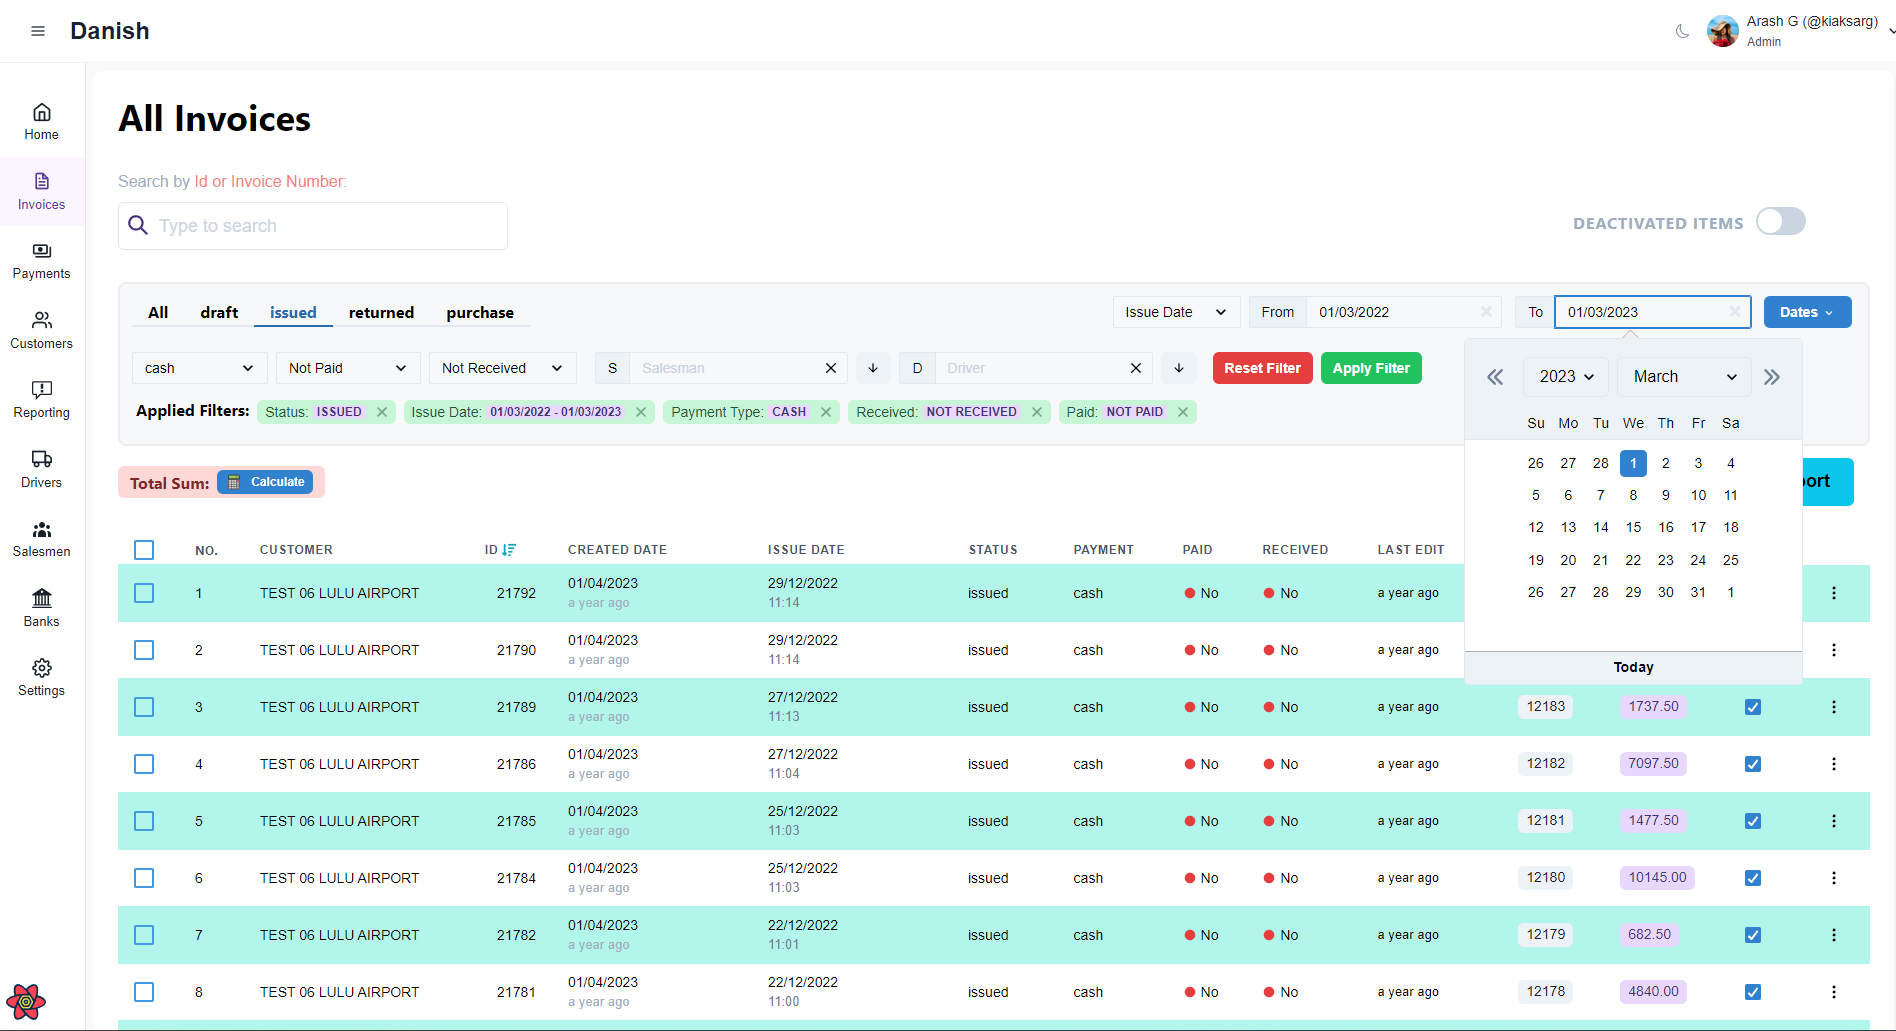 Danish
Arash G (@kiaksarg)
Admin
Home
Invoices
Payments
Customers
Reporting
Drivers
Salesmen
Banks
Settings
All Invoices
Search by Id or Invoice Number:
Type to search
DEACTIVATED ITEMS
All draft issued returned purchase
Issue Date From 01/03/2022 To 01/03/2023 Dates
cash Not Paid Not Received S Salesman D Driver Reset Filter Apply Filter
Applied Filters: Status: ISSUED Issue Date: 01/03/2022 - 01/03/2023 Payment Type: CASH Received: NOT RECEIVED Paid: NOT PAID
2023 March
Su Mo Tu We Th Fr Sa
26 27 28 1 2 3 4
5 6 7 8 9 10 11
12 13 14 15 16 17 18
19 20 21 22 23 24 25
26 27 28 29 30 31 1
Today
Total Sum: Calculate
NO. CUSTOMER ID CREATED DATE ISSUE DATE STATUS PAYMENT PAID RECEIVED LAST EDIT
1 TEST 06 LULU AIRPORT 21792 01/04/2023 29/12/2022 issued cash No No a year ago
a year ago 11:14
2 TEST 06 LULU AIRPORT 21790 01/04/2023 29/12/2022 issued cash No No a year ago
a year ago 11:14
3 TEST 06 LULU AIRPORT 21789 01/04/2023 27/12/2022 issued cash No No a year ago 12183 1737.50
a year ago 11:13
4 TEST 06 LULU AIRPORT 21786 01/04/2023 27/12/2022 issued cash No No a year ago 12182 7097.50
a year ago 11:04
5 TEST 06 LULU AIRPORT 21785 01/04/2023 25/12/2022 issued cash No No a year ago 12181 1477.50
a year ago 11:03
6 TEST 06 LULU AIRPORT 21784 01/04/2023 25/12/2022 issued cash No No a year ago 12180 10145.00
a year ago 11:03
7 TEST 06 LULU AIRPORT 21782 01/04/2023 22/12/2022 issued cash No No a year ago 12179 682.50
a year ago 11:01
8 TEST 06 LULU AIRPORT 21781 01/04/2023 22/12/2022 issued cash No No a year ago 12178 4840.00
a year ago 11:00